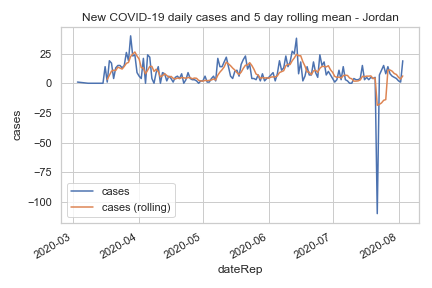 New COVID-19 daily cases and 5 day rolling mean - Jordan
25
0
−25
−50
−75
−100
cases
cases
cases (rolling)
2020-03
2020-04
2020-05
2020-06
2020-07
2020-08
dateRep